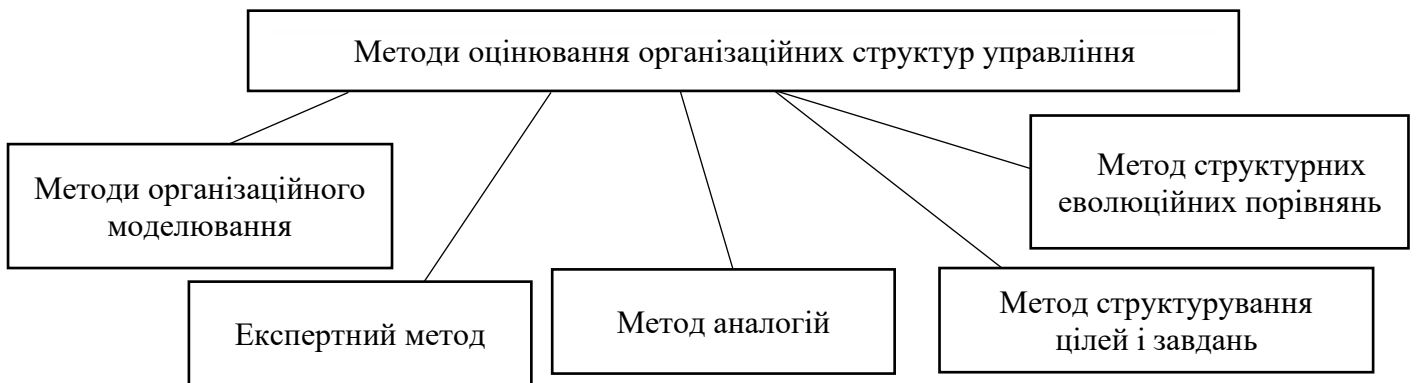 Методи оцінювання організаційних структур управління
Методи організаційного
моделювання
Експертний метод
Метод аналогій
Метод структурування
цілей і завдань
Метод структурних
еволюційних порівнянь